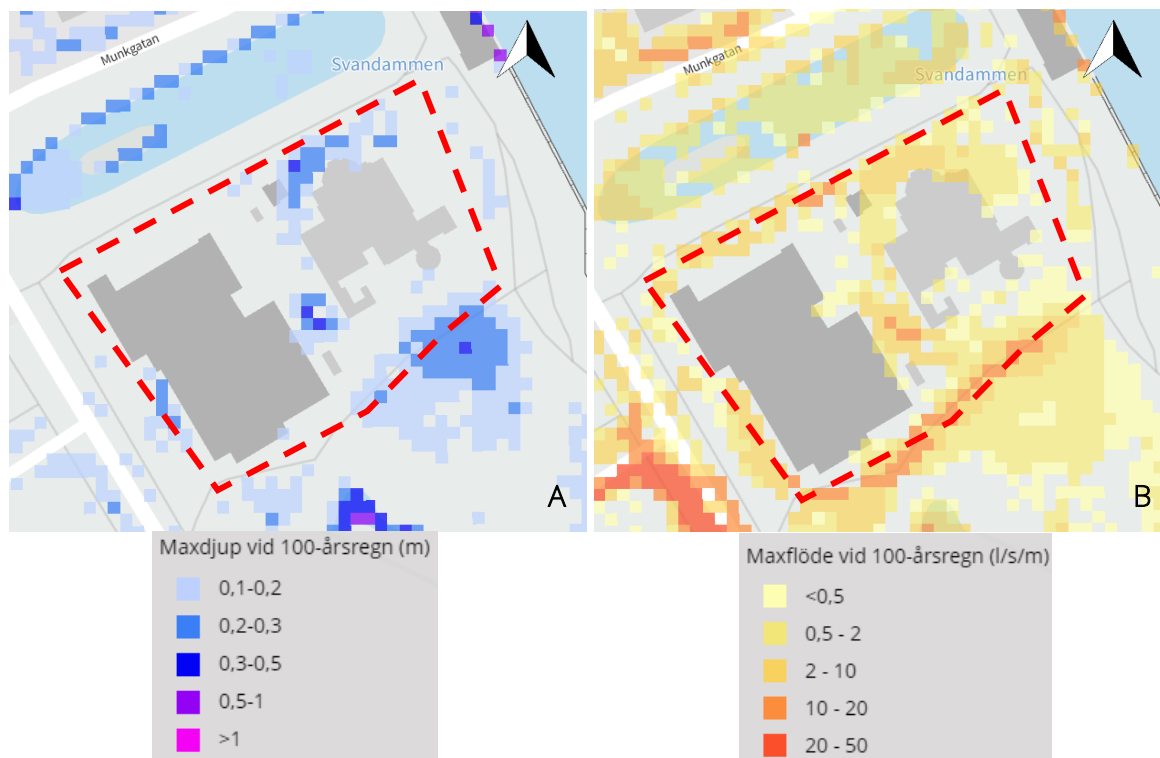 Munkgatan
Svandammen
A
Maxdjup vid 100-årsregn (m)
0,1-0,2
0,2-0,3
0,3-0,5
0,5-1
>1
Munkgatan
Svandammen
B
Maxflöde vid 100-årsregn (l/s/m)
<0,5
0,5 - 2
2 - 10
10 - 20
20 - 50